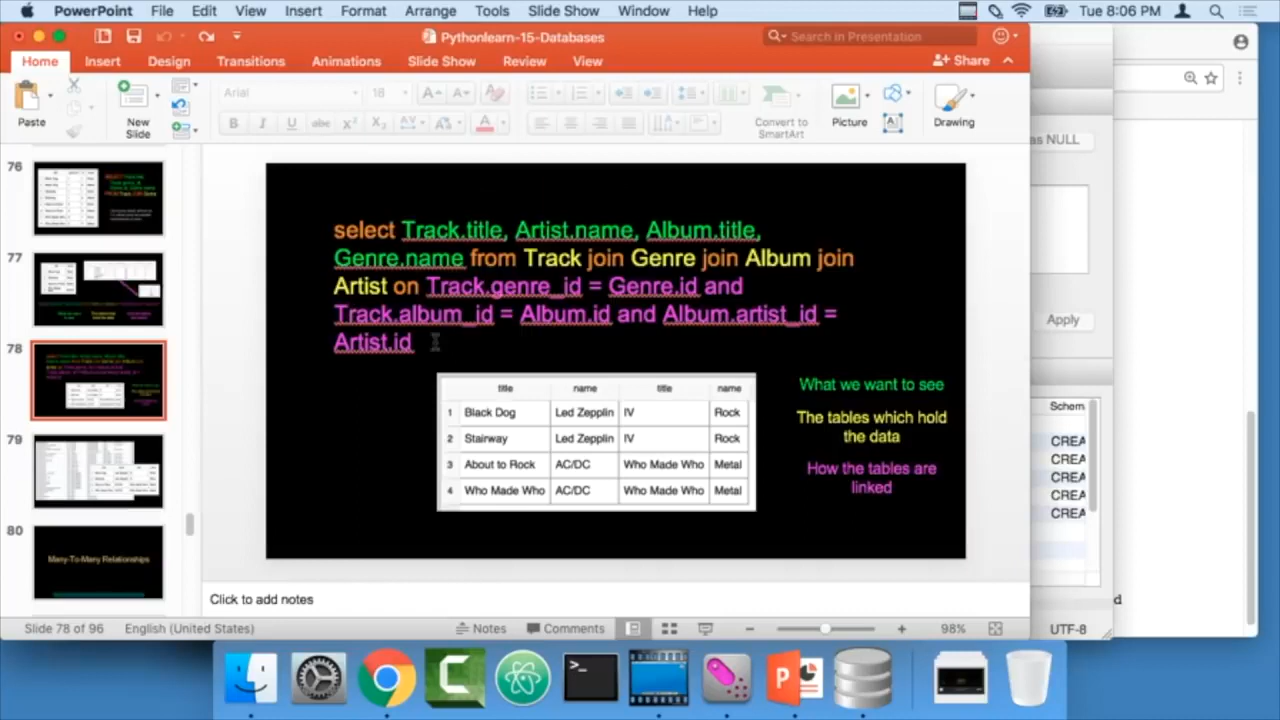 PowerPoint File Edit View Insert Format Arrange Tools Slide Show Window Help Tue 8:06 PM
Pythonlearn-15-Databases
Search in Presentation
Home Insert Design Transitions Animations Slide Show Review View Share
Paste
New
Slide
Arial 18
Convert to
SmartArt
Picture
Drawing
as NULL
Apply
Schem
CREA
CREA
CREA
CREA
CREA
d
UTF-8
76
77
78
79
80
Many-To-Many Relationships
select Track.title, Artist.name, Album.title,
Genre.name from Track join Genre join Album join
Artist on Track.genre_id = Genre.id and
Track.album_id = Album.id and Album.artist_id =
Artist.id
title name title name
1 Black Dog Led Zepplin IV Rock
2 Stairway Led Zepplin IV Rock
3 About to Rock AC/DC Who Made Who Metal
4 Who Made Who AC/DC Who Made Who Metal
What we want to see
The tables which hold
the data
How the tables are
linked
Click to add notes
Slide 78 of 96 English (United States) Notes Comments 98%